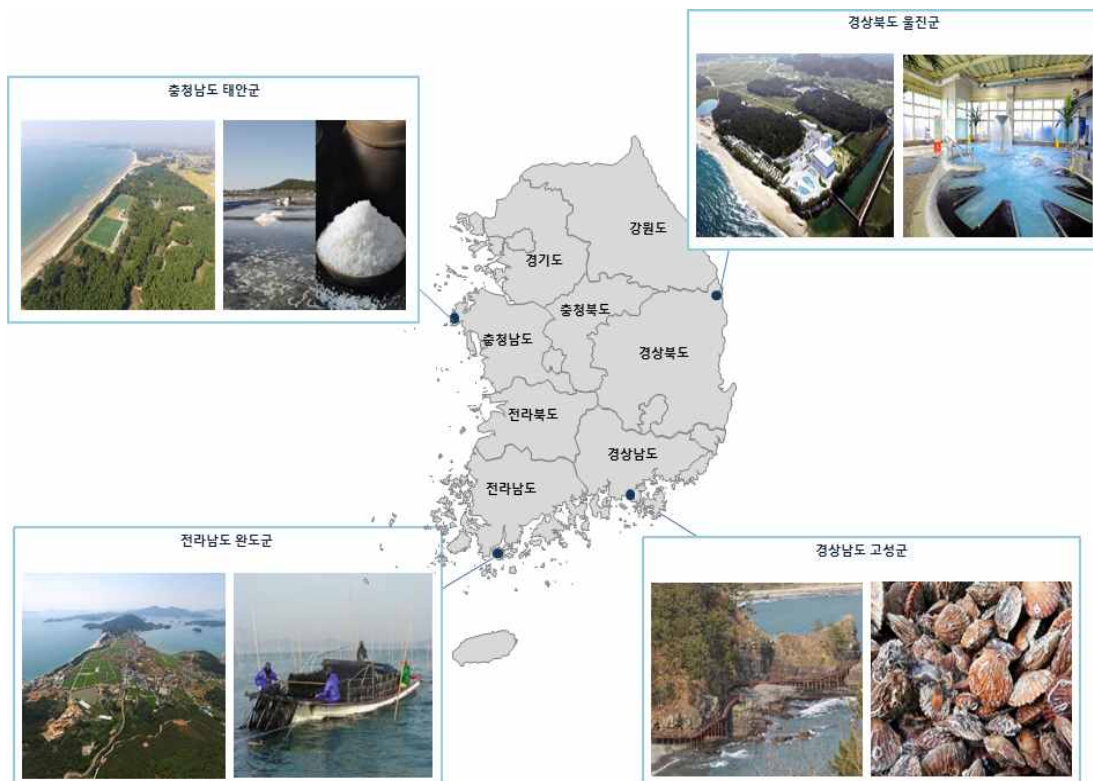 경상북도 울진군
충청남도 태안군
강원도
경기도
충청북도
충청남도
경상북도
전라북도
경상남도
전라남도
전라남도 완도군
경상남도 고성군